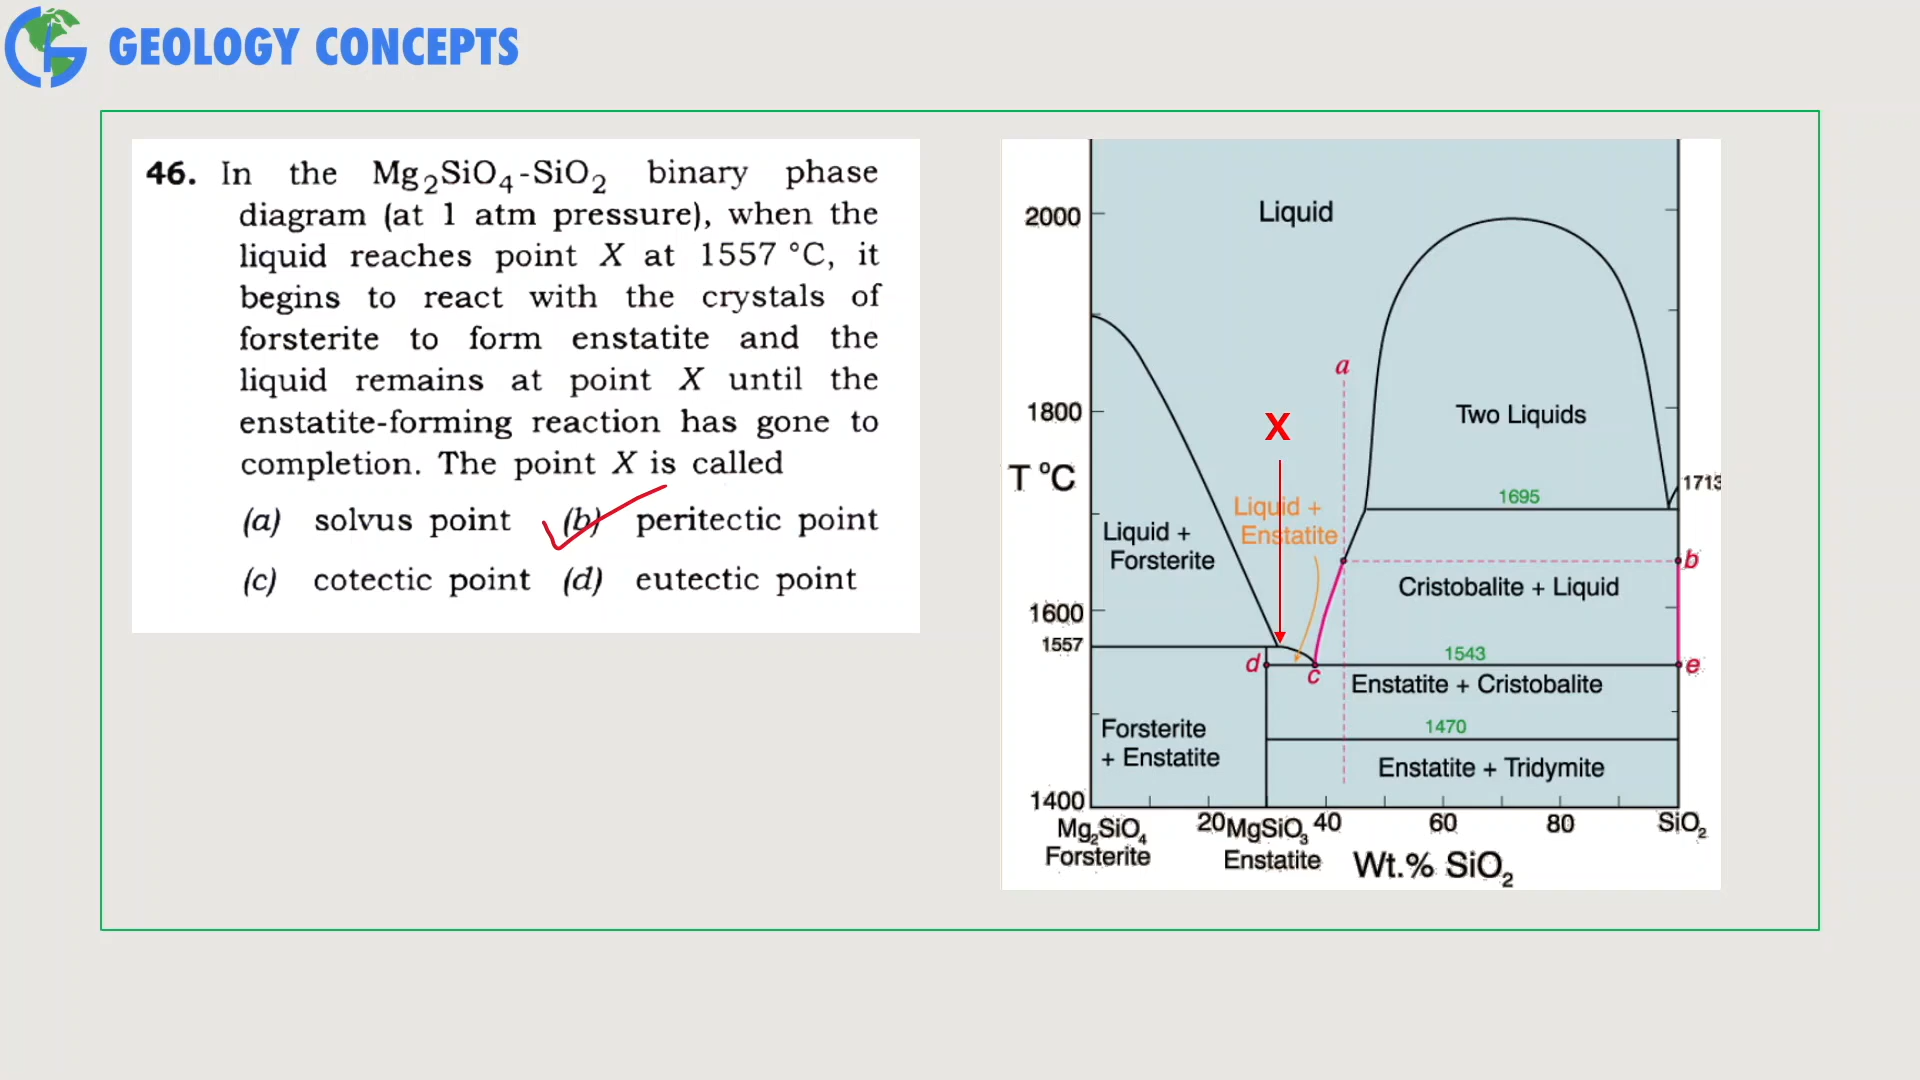 GEOLOGY CONCEPTS
46. In the Mg₂SiO₄-SiO₂ binary phase
diagram (at 1 atm pressure), when the
liquid reaches point X at 1557 °C, it
begins to react with the crystals of
forsterite to form enstatite and the
liquid remains at point X until the
enstatite-forming reaction has gone to
completion. The point X is called
(a) solvus point (b) peritectic point
(c) cotectic point (d) eutectic point
2000
Liquid
a
1800
X
Two Liquids
T °C
1713
1695
Liquid +
Enstatite
Liquid +
Forsterite
b
Cristobalite + Liquid
1600
1557
1543
d
c
e
Enstatite + Cristobalite
1470
Forsterite
+ Enstatite
Enstatite + Tridymite
1400
20 40 60 80
Mg₂SiO₄ MgSiO₃ SiO₂
Forsterite Enstatite
Wt.% SiO₂